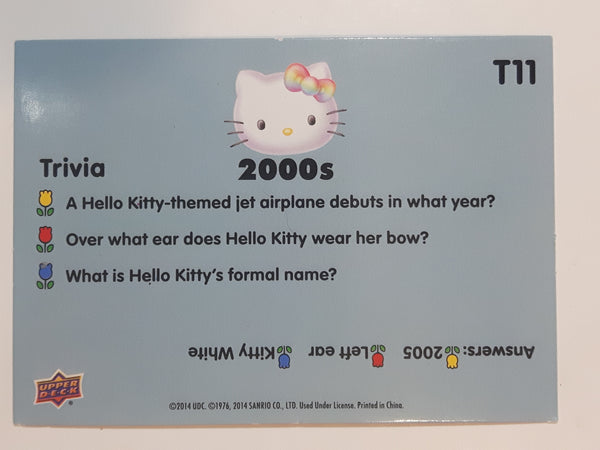 T11
Trivia
2000s
A Hello Kitty-themed jet airplane debuts in what year?
Over what ear does Hello Kitty wear her bow?
What is Hello Kitty's formal name?
Answers: 2005 Left ear Kitty White
UPPER
D·E·C·K
®
©2014 UDC. ©1976, 2014 SANRIO CO., LTD. Used Under License. Printed in China.